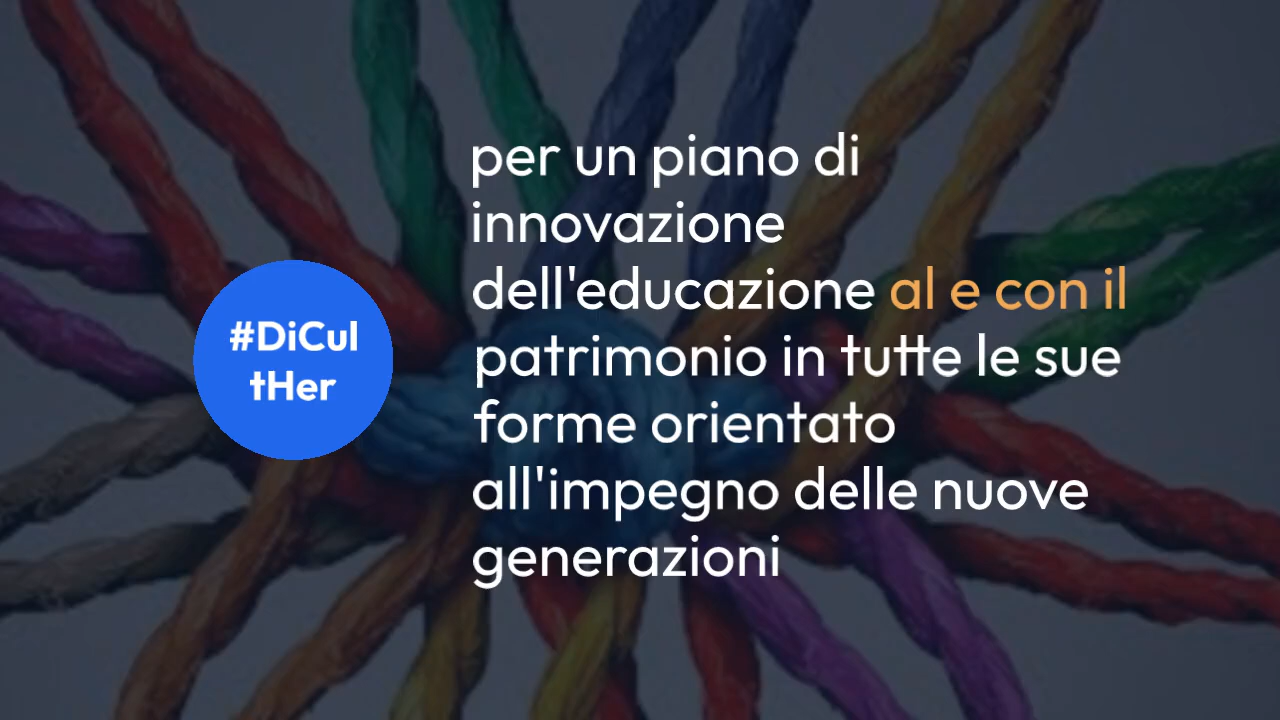 #DiCul
tHer
per un piano di
innovazione
dell'educazione al e con il
patrimonio in tutte le sue
forme orientato
all'impegno delle nuove
generazioni